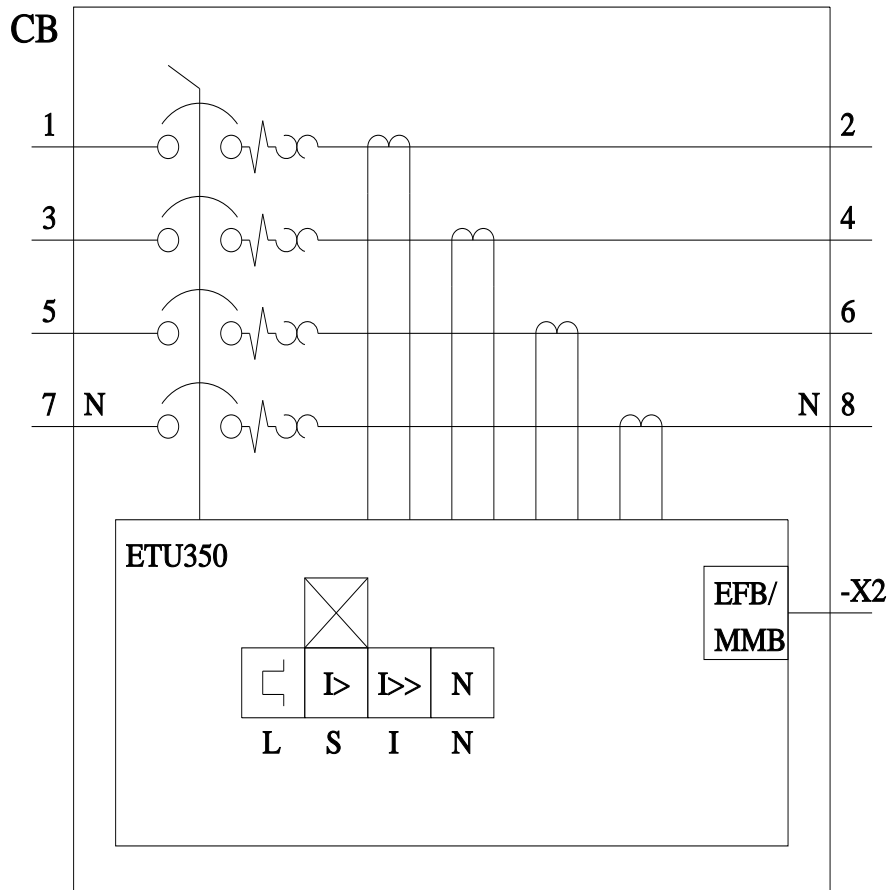 CB
1 2
3 4
5 6
7 N N 8
ETU350
EFB/ -X2
MMB
I> I>> N
L S I N